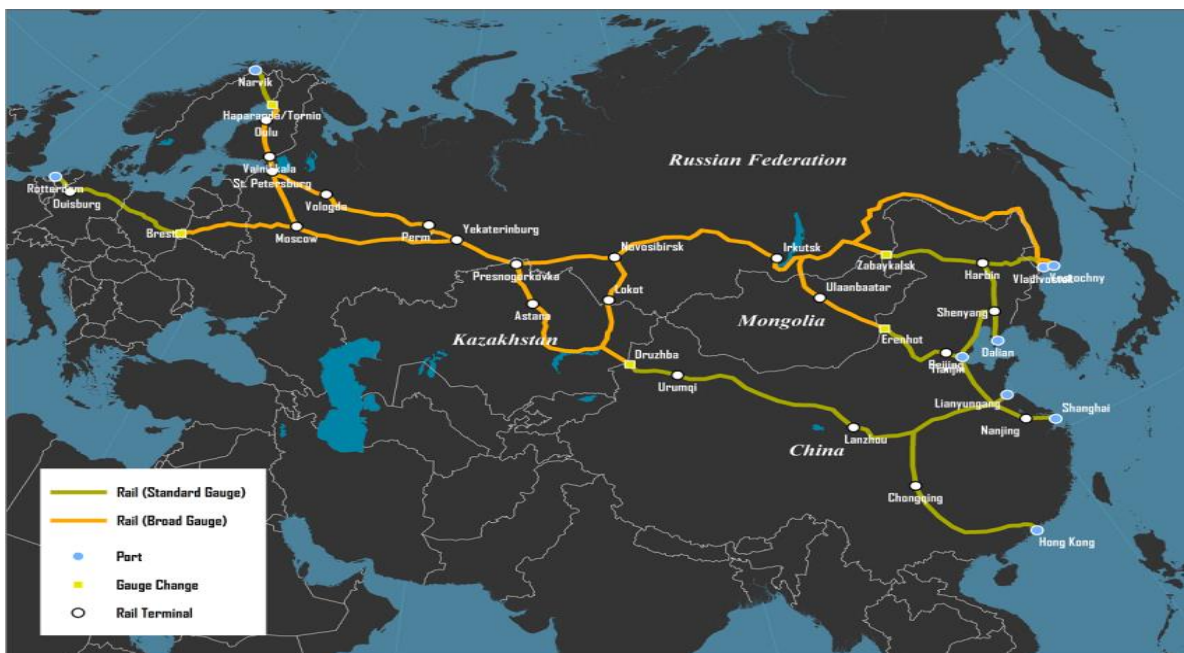 Narvik
Haparanda/Tornio
Oulu
Vainikkala
St. Petersburg
Rotterdam
Duisburg
Vologda
Brest
Moscow
Perm
Yekaterinburg
Russian Federation
Novosibirsk
Irkutsk
Zabaykalsk
Harbin
Vladivostok
Vostochny
Presnogorkovka
Lokot
Ulaanbaatar
Astana
Kazakhstan
Mongolia
Shenyang
Erenhot
Dalian
Druzhba
Beijing
Tianjin
Urumqi
Lianyungang
Shanghai
Lanzhou
Nanjing
China
Chongqing
Hong Kong
Rail (Standard Gauge)
Rail (Broad Gauge)
Port
Gauge Change
Rail Terminal